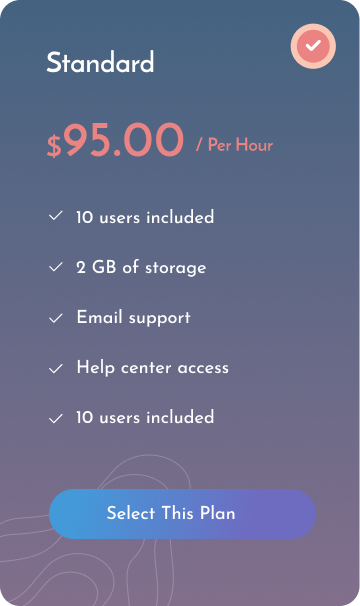 Standard
$95.00 / Per Hour
10 users included
2 GB of storage
Email support
Help center access
10 users included
Select This Plan